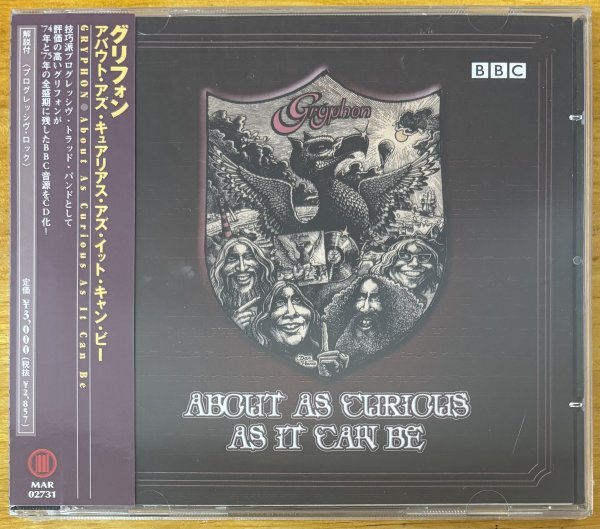 グリフォン
アバウト・アズ・キュアリアス・アズ・イット・キャン・ビー
GRYPHON●About As Curious As It Can Be
技巧派プログレッシヴ・トラッド・バンドとして
評価の高いグリフォンが
'74年と'75年の全盛期に残したBBC音源をCD化!
解説付 (プログレッシヴ・ロック)
定価 ¥3,000(税抜 ¥2,857)
MAR
02731
BBC
Gryphon
ABOUT AS CURIOUS
AS IT CAN BE